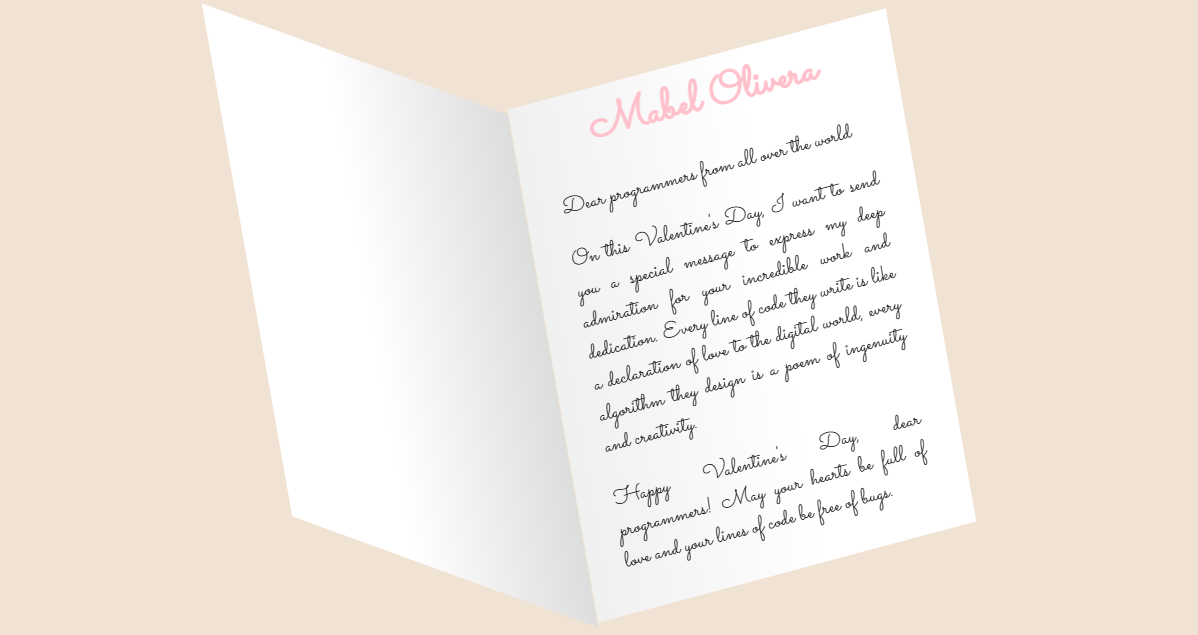 Mabel Olivera
Dear programmers from all over the world
On this Valentine's Day, I want to send
you a special message to express my deep
admiration for your incredible work and
dedication. Every line of code they write is like
a declaration of love to the digital world, every
algorithm they design is a poem of ingenuity
and creativity.
Happy Valentine's Day, dear
programmers! May your hearts be full of
love and your lines of code be free of bugs.